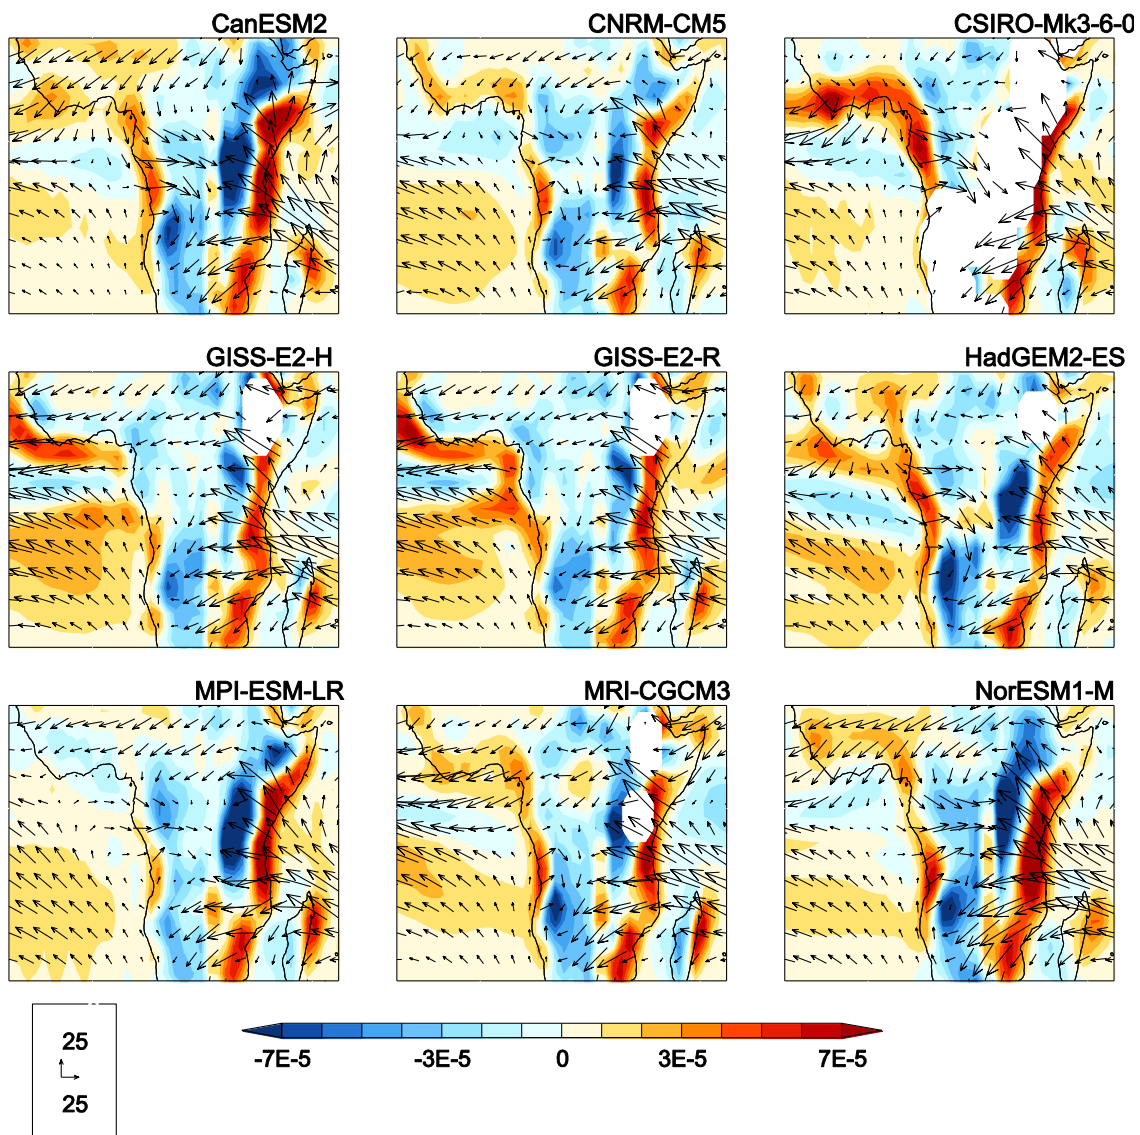 CanESM2
CNRM-CM5
CSIRO-Mk3-6-0
GISS-E2-H
GISS-E2-R
HadGEM2-ES
MPI-ESM-LR
MRI-CGCM3
NorESM1-M
25
25
-7E-5 -3E-5 0 3E-5 7E-5